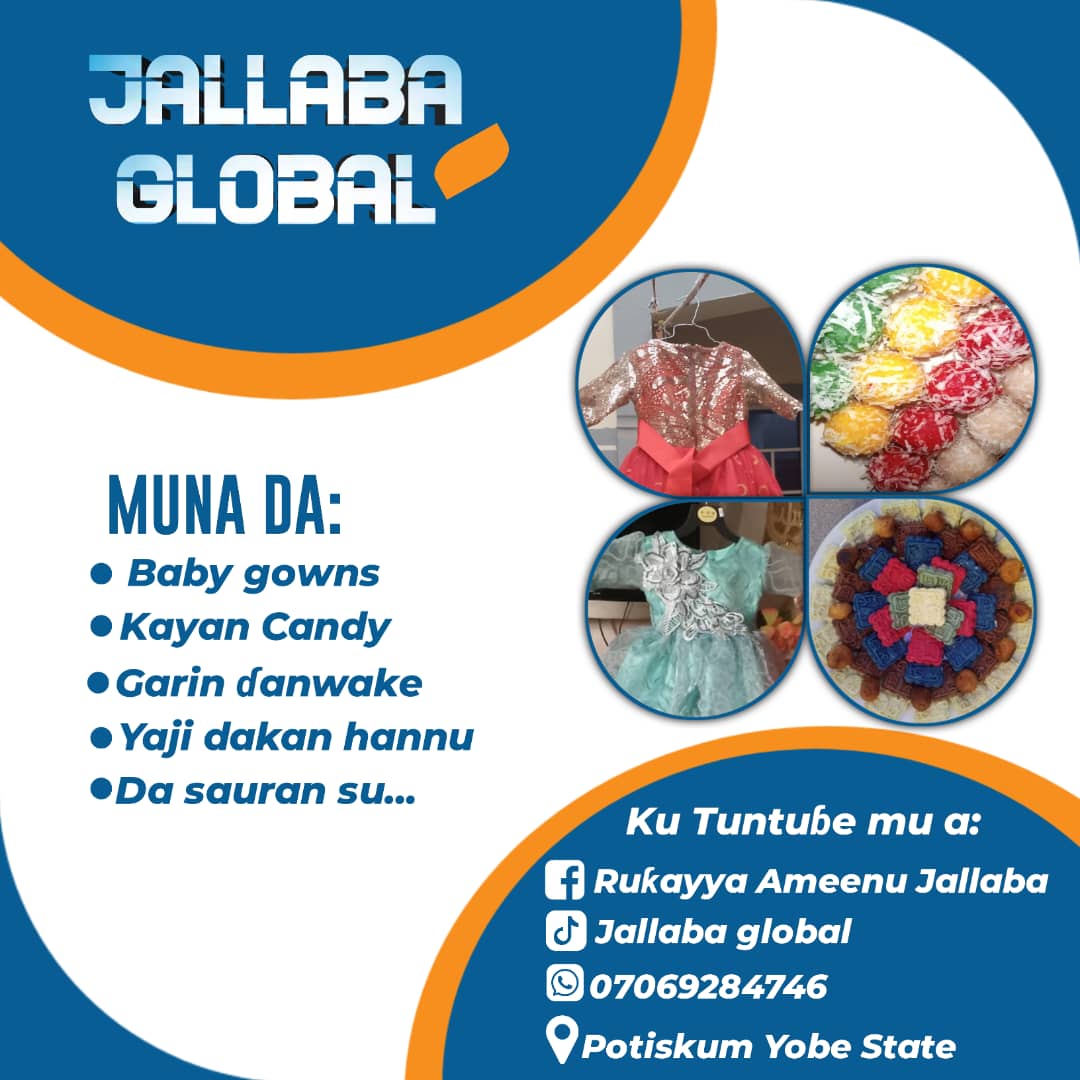 JALLABA
GLOBAL
MUNA DA:
• Baby gowns
• Kayan Candy
• Garin ɗanwake
• Yaji dakan hannu
• Da sauran su...
Ku Tuntuɓe mu a:
Ruƙayya Ameenu Jallaba
Jallaba global
07069284746
Potiskum Yobe State